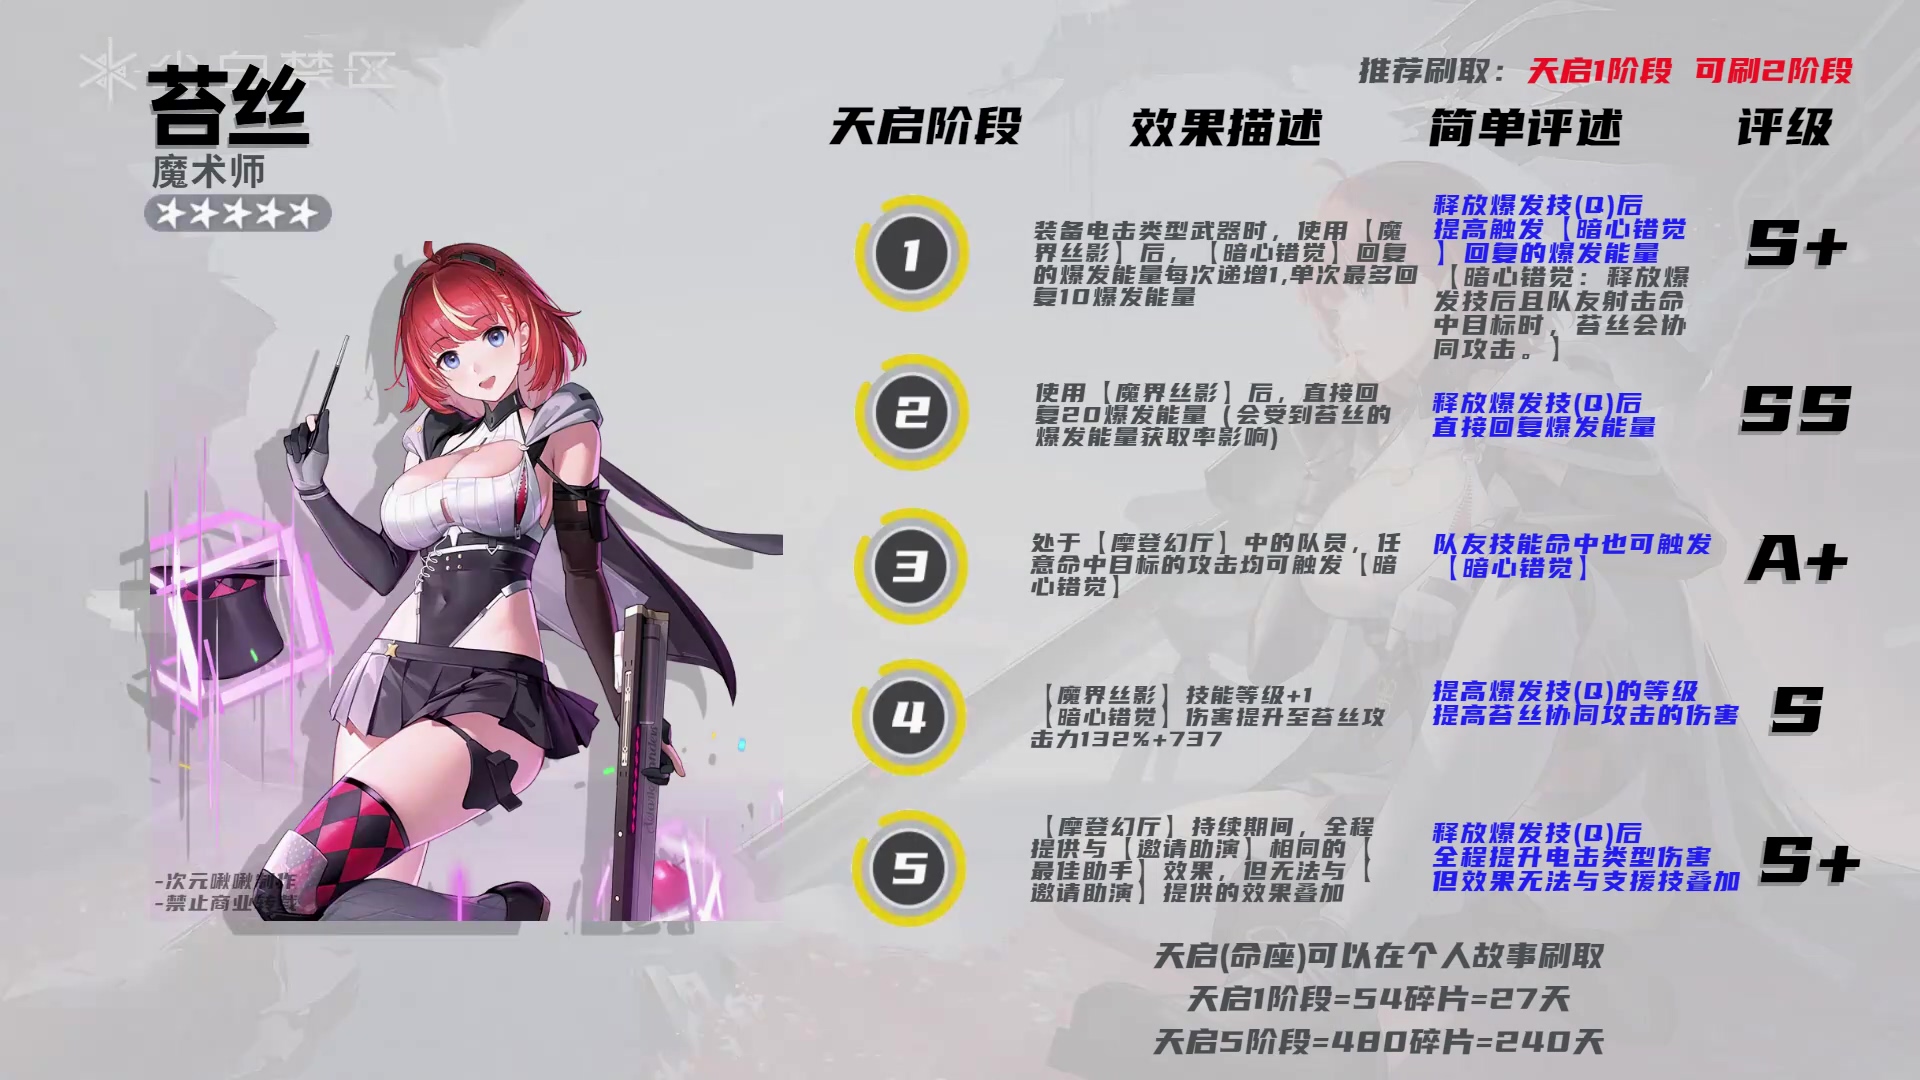 尘白禁区
苔丝
魔术师
推荐刷取：天启1阶段 可刷2阶段
天启阶段 效果描述 简单评述 评级
1
装备电击类型武器时，使用【魔
界丝影】后，【暗心错觉】回复
的爆发能量每次递增1,单次最多回
复10爆发能量
释放爆发技(Q)后
提高触发【暗心错觉
】回复的爆发能量
【暗心错觉：释放爆
发技后且队友射击命
中目标时，苔丝会协
同攻击。】
S+
2
使用【魔界丝影】后，直接回
复20爆发能量（会受到苔丝的
爆发能量获取率影响)
释放爆发技(Q)后
直接回复爆发能量
SS
3
处于【摩登幻厅】中的队员，任
意命中目标的攻击均可触发【暗
心错觉】
队友技能命中也可触发
【暗心错觉】
A+
4
【魔界丝影】技能等级+1
【暗心错觉】伤害提升至苔丝攻
击力132%+737
提高爆发技(Q)的等级
提高苔丝协同攻击的伤害
S
5
【摩登幻厅】持续期间，全程
提供与【邀请助演】相同的【
最佳助手】效果，但无法与【
邀请助演】提供的效果叠加
释放爆发技(Q)后
全程提升电击类型伤害
但效果无法与支援技叠加
S+
-次元啾啾制作
-禁止商业转载
天启(命座)可以在个人故事刷取
天启1阶段=54碎片=27天
天启5阶段=480碎片=240天